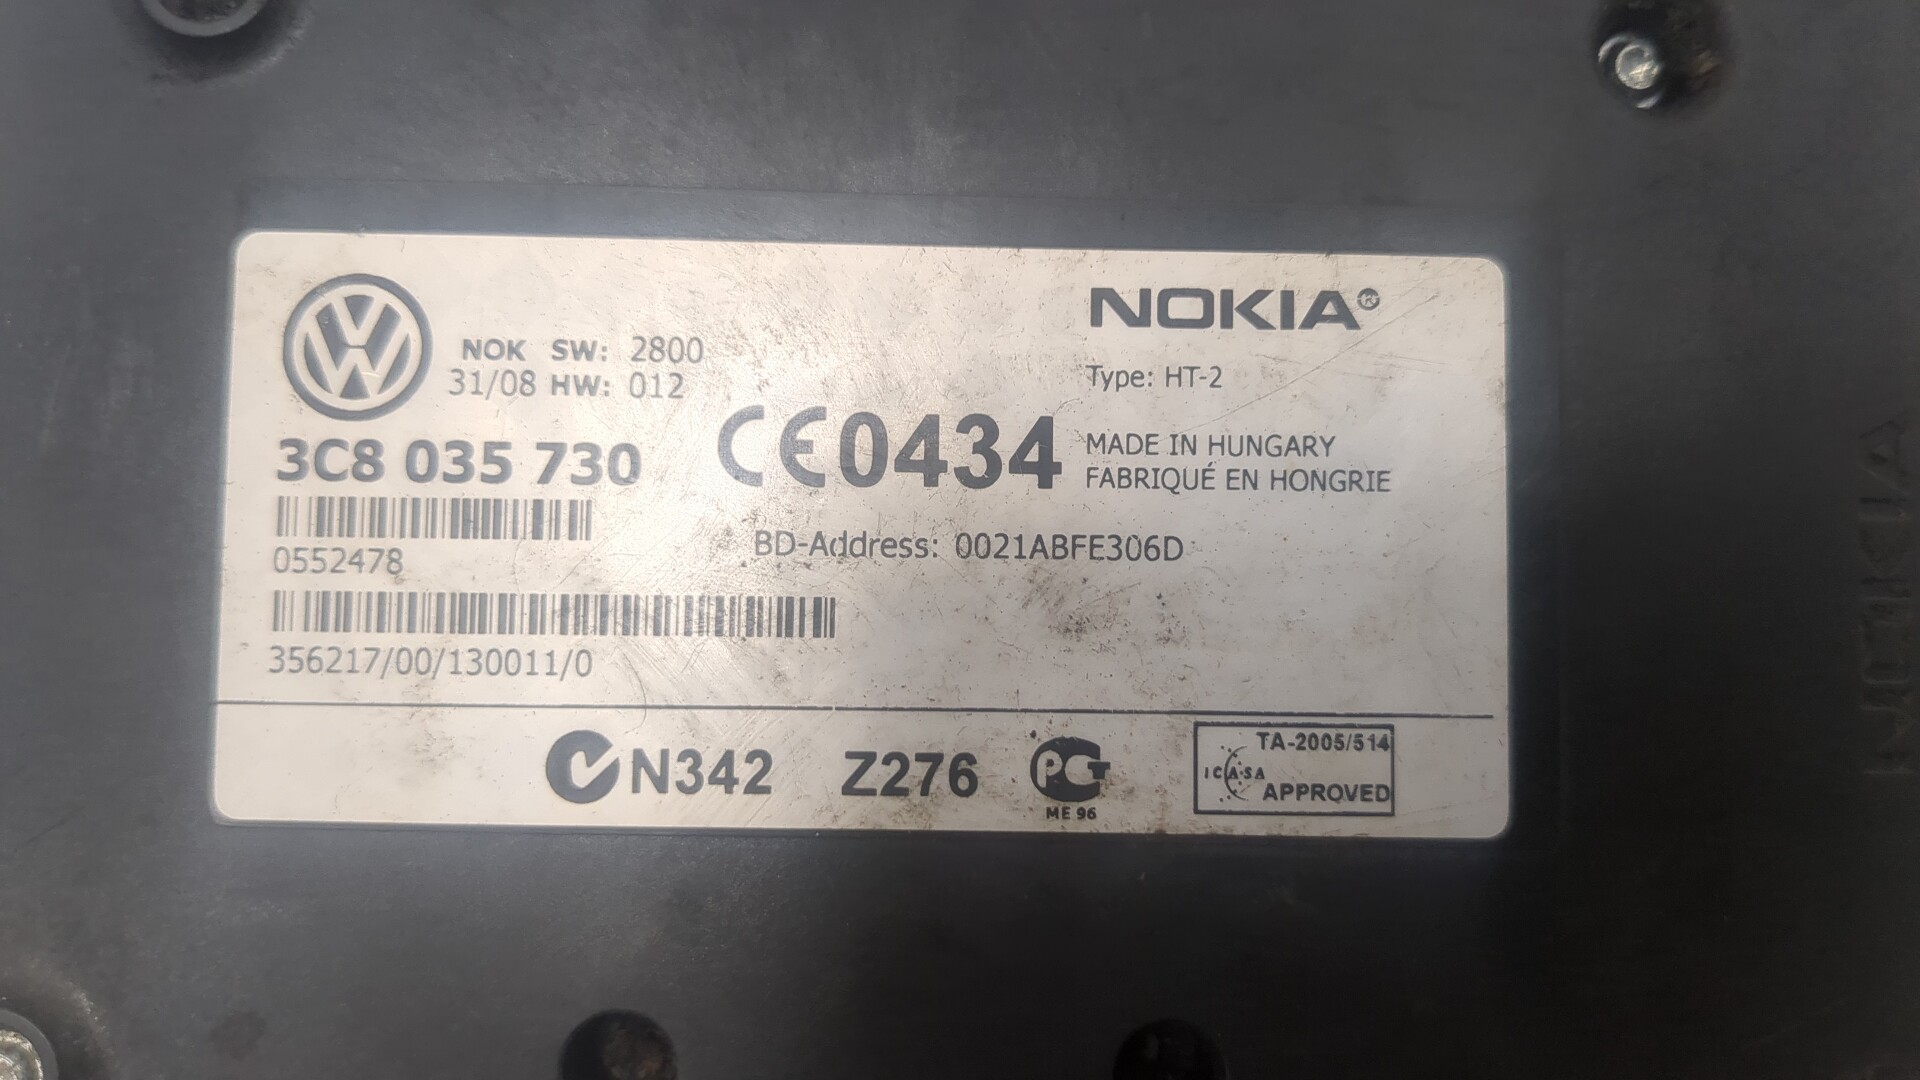 NOKIA®
NOK SW: 2800
31/08 HW: 012
Type: HT-2
3C8 035 730
CE0434
MADE IN HUNGARY
FABRIQUÉ EN HONGRIE
0552478
BD-Address: 0021ABFE306D
356217/00/130011/0
N342
Z276
PCT
ME 96
TA-2005/514
ICASA
APPROVED
NOKIA